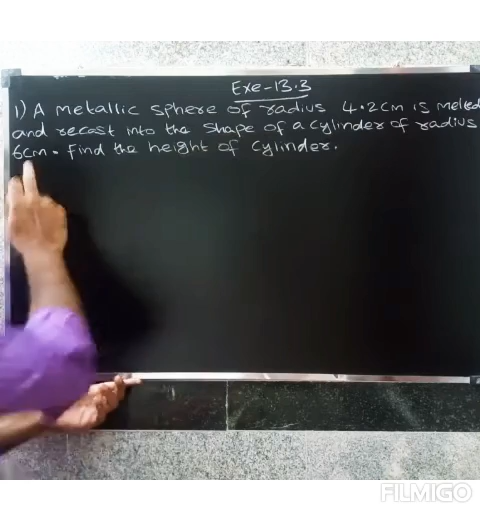 Exe-13.3
1) A metallic sphere of radius 4.2cm is melted
and recast into the shape of a cylinder of radius
6cm. Find the height of cylinder.
FILMIGO